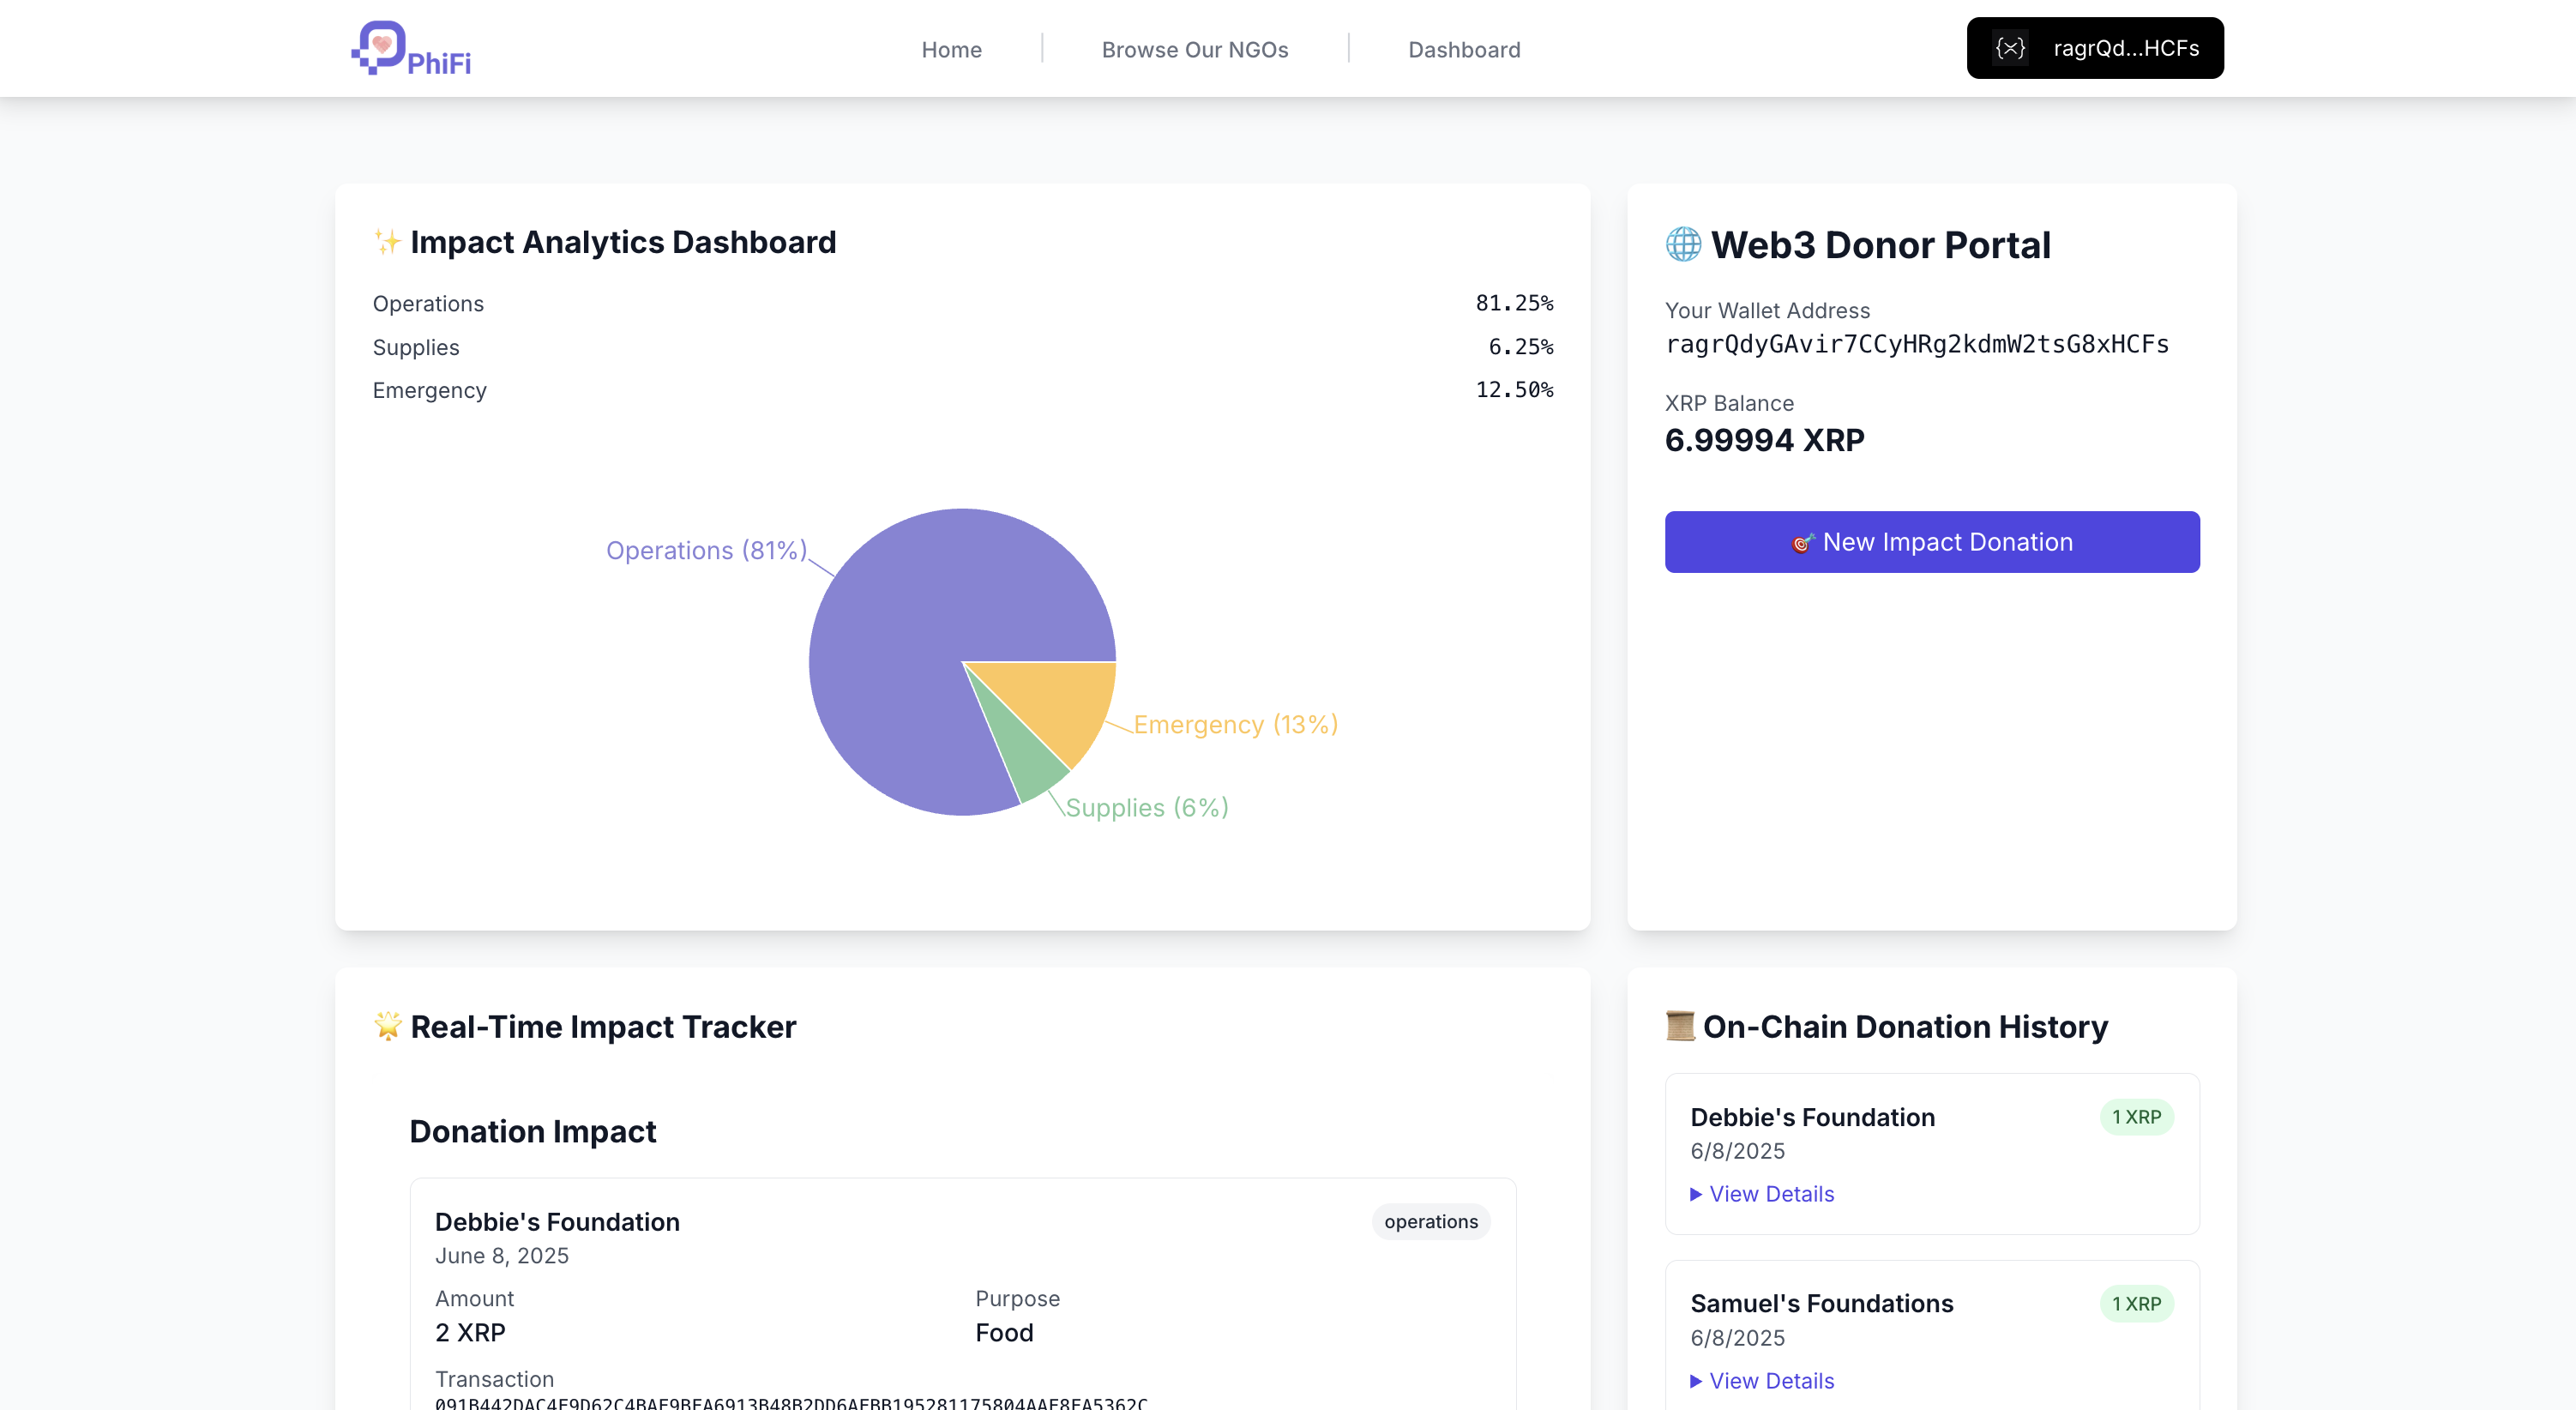 PhiFi
Home
Browse Our NGOs
Dashboard
ragrQd...HCFs
✨ Impact Analytics Dashboard
Operations 81.25%
Supplies 6.25%
Emergency 12.50%
Operations (81%)
Emergency (13%)
Supplies (6%)
🌐 Web3 Donor Portal
Your Wallet Address
ragrQdyGAvir7CCyHRg2kdmW2tsG8xHCFs
XRP Balance
6.99994 XRP
🎯 New Impact Donation
🌟 Real-Time Impact Tracker
Donation Impact
Debbie's Foundation operations
June 8, 2025
Amount Purpose
2 XRP Food
Transaction
📜 On-Chain Donation History
Debbie's Foundation 1 XRP
6/8/2025
▶ View Details
Samuel's Foundations 1 XRP
6/8/2025
▶ View Details